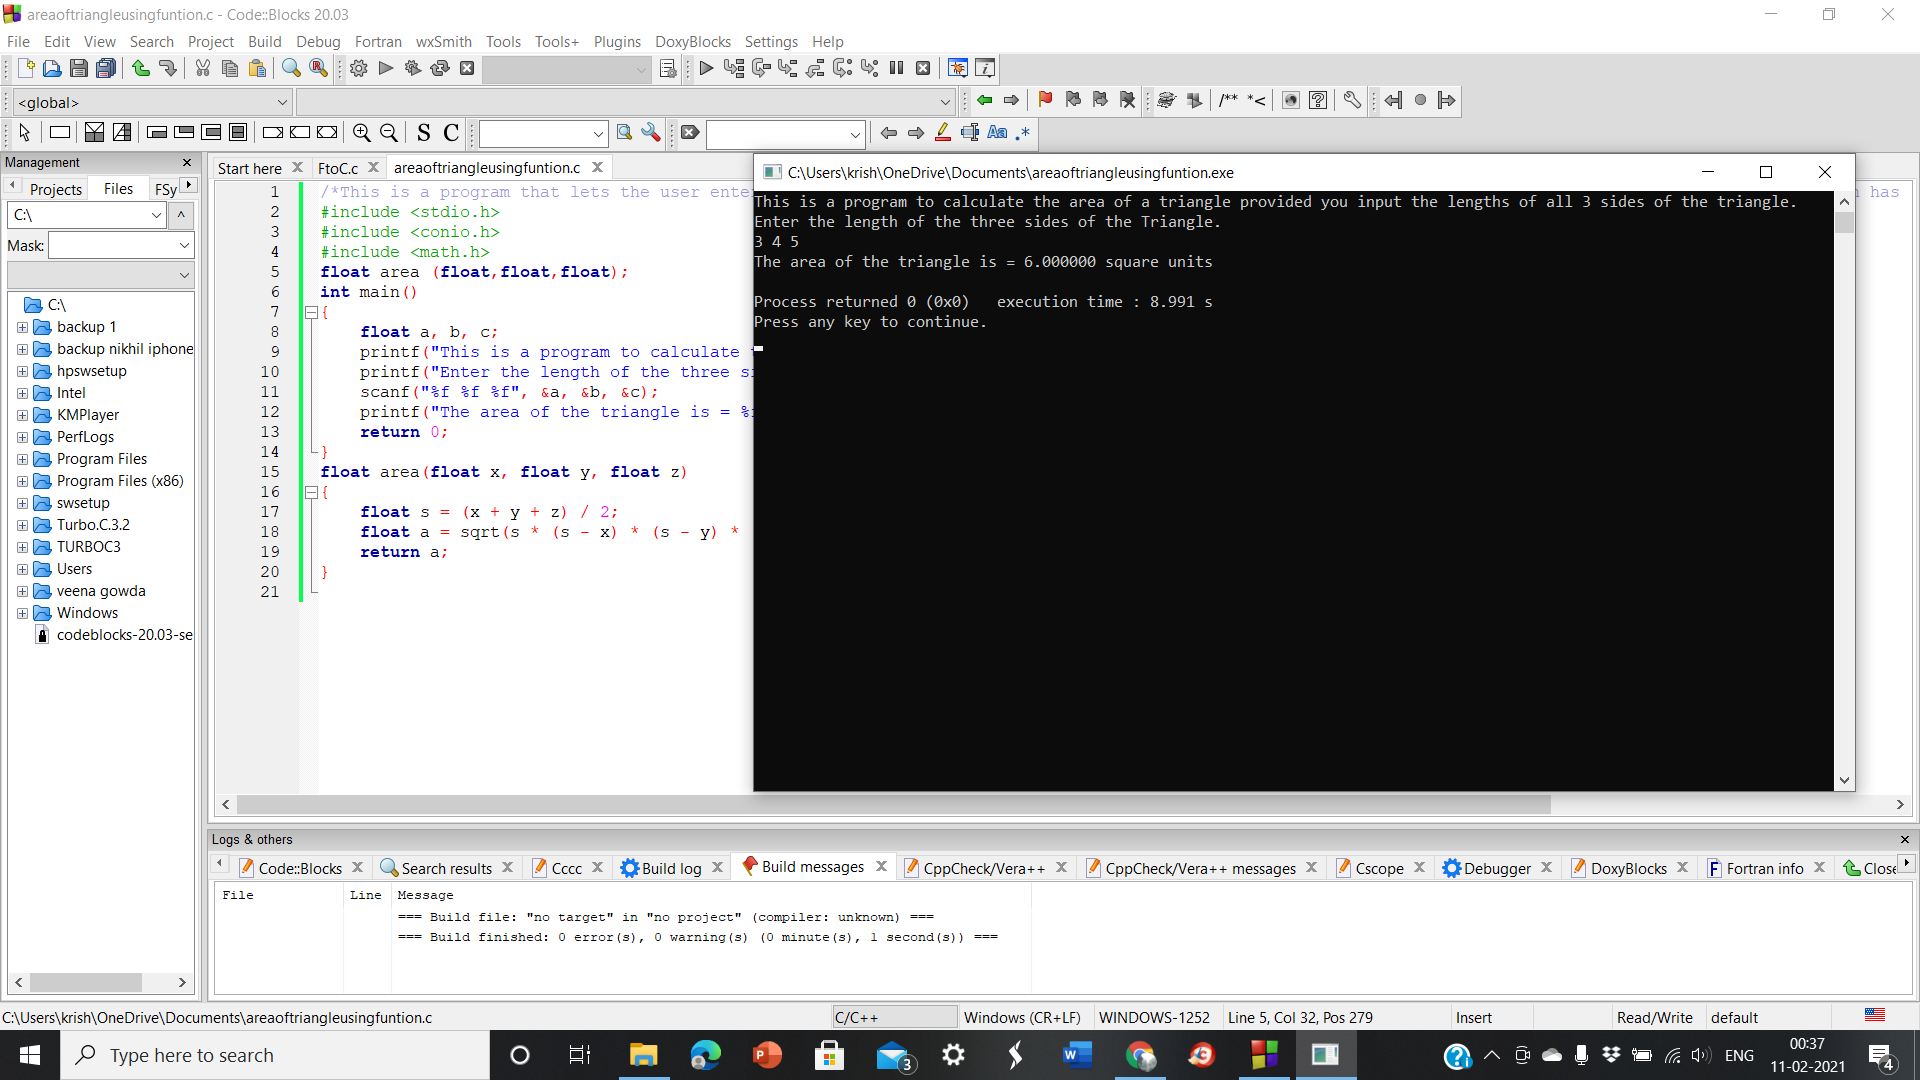 areaoftriangleusingfuntion.c - Code::Blocks 20.03
File Edit View Search Project Build Debug Fortran wxSmith Tools Tools+ Plugins DoxyBlocks Settings Help
<global>
/** *<
S C
Aa .*
Management
Projects Files FSy
C:\
Mask:
C:\
backup 1
backup nikhil iphone
hpswsetup
Intel
KMPlayer
PerfLogs
Program Files
Program Files (x86)
swsetup
Turbo.C.3.2
TURBOC3
Users
veena gowda
Windows
codeblocks-20.03-se
Start here FtoC.c areaoftriangleusingfuntion.c
1 /*This is a program that lets the user ente
has
2 #include <stdio.h>
3 #include <conio.h>
4 #include <math.h>
5 float area (float,float,float);
6 int main()
7 {
8 float a, b, c;
9 printf("This is a program to calculate
10 printf("Enter the length of the three s
11 scanf("%f %f %f", &a, &b, &c);
12 printf("The area of the triangle is = %
13 return 0;
14 }
15 float area(float x, float y, float z)
16 {
17 float s = (x + y + z) / 2;
18 float a = sqrt(s * (s - x) * (s - y) *
19 return a;
20 }
21
C:\Users\krish\OneDrive\Documents\areaoftriangleusingfuntion.exe
This is a program to calculate the area of a triangle provided you input the lengths of all 3 sides of the triangle.
Enter the length of the three sides of the Triangle.
3 4 5
The area of the triangle is = 6.000000 square units
Process returned 0 (0x0) execution time : 8.991 s
Press any key to continue.
Logs & others
Code::Blocks Search results Cccc Build log Build messages CppCheck/Vera++ CppCheck/Vera++ messages Cscope Debugger DoxyBlocks Fortran info Close
File Line Message
=== Build file: "no target" in "no project" (compiler: unknown) ===
=== Build finished: 0 error(s), 0 warning(s) (0 minute(s), 1 second(s)) ===
C:\Users\krish\OneDrive\Documents\areaoftriangleusingfuntion.c C/C++ Windows (CR+LF) WINDOWS-1252 Line 5, Col 32, Pos 279 Insert Read/Write default
Type here to search
3
ENG
00:37
11-02-2021
4